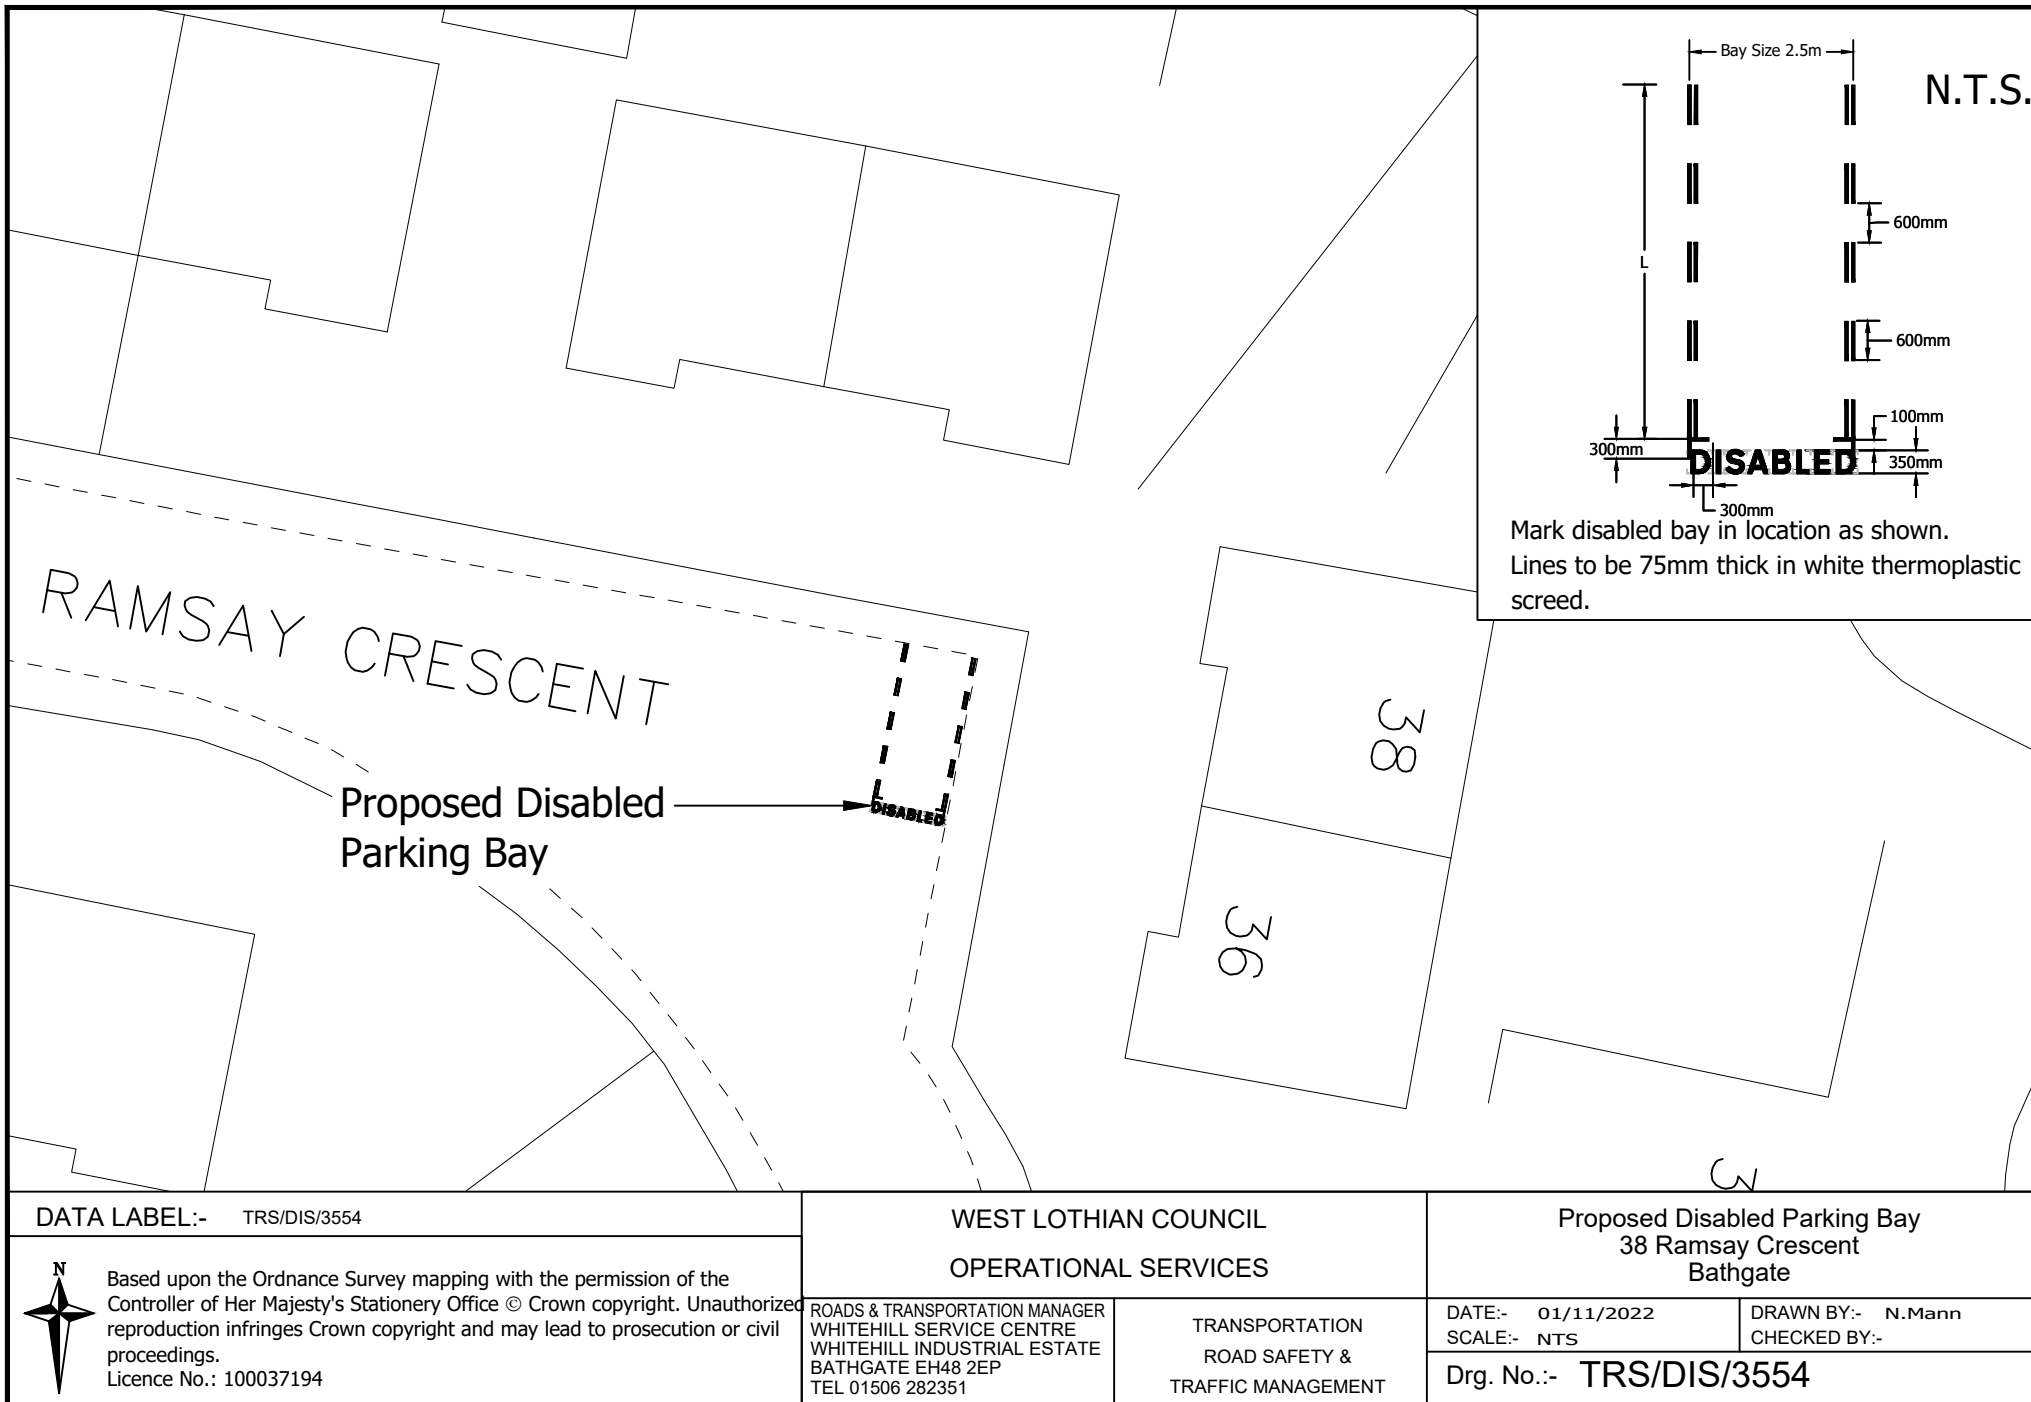 Bay Size 2.5m
N.T.S.
600mm
L
600mm
100mm
300mm
DISABLED
350mm
300mm
Mark disabled bay in location as shown.
Lines to be 75mm thick in white thermoplastic
screed.
RAMSAY CRESCENT
38
Proposed Disabled
Parking Bay
DISABLED
36
3
DATA LABEL:- TRS/DIS/3554
N
Based upon the Ordnance Survey mapping with the permission of the
Controller of Her Majesty's Stationery Office © Crown copyright. Unauthorized
reproduction infringes Crown copyright and may lead to prosecution or civil
proceedings.
Licence No.: 100037194
WEST LOTHIAN COUNCIL
OPERATIONAL SERVICES
ROADS & TRANSPORTATION MANAGER
WHITEHILL SERVICE CENTRE
WHITEHILL INDUSTRIAL ESTATE
BATHGATE EH48 2EP
TEL 01506 282351
TRANSPORTATION
ROAD SAFETY &
TRAFFIC MANAGEMENT
Proposed Disabled Parking Bay
38 Ramsay Crescent
Bathgate
DATE:- 01/11/2022
SCALE:- NTS
DRAWN BY:- N.Mann
CHECKED BY:-
Drg. No.:- TRS/DIS/3554